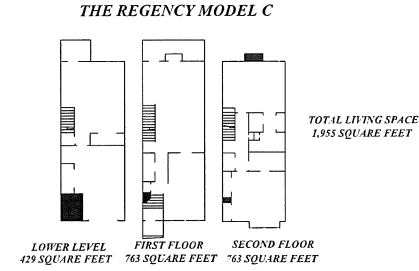 THE REGENCY MODEL C
TOTAL LIVING SPACE
1,955 SQUARE FEET
LOWER LEVEL
429 SQUARE FEET
FIRST FLOOR
763 SQUARE FEET
SECOND FLOOR
763 SQUARE FEET